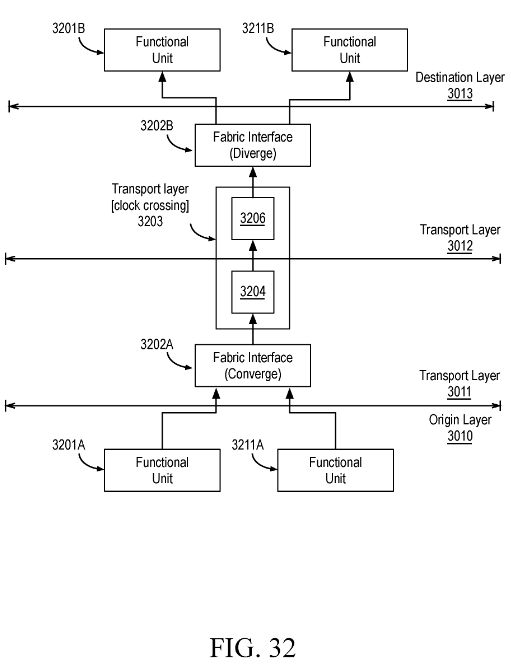 3201B
Functional
Unit
3211B
Functional
Unit
Destination Layer
3013
3202B
Fabric Interface
(Diverge)
Transport layer
[clock crossing]
3203
3206
Transport Layer
3012
3204
3202A
Fabric Interface
(Converge)
Transport Layer
3011
Origin Layer
3010
3201A
Functional
Unit
3211A
Functional
Unit
FIG. 32